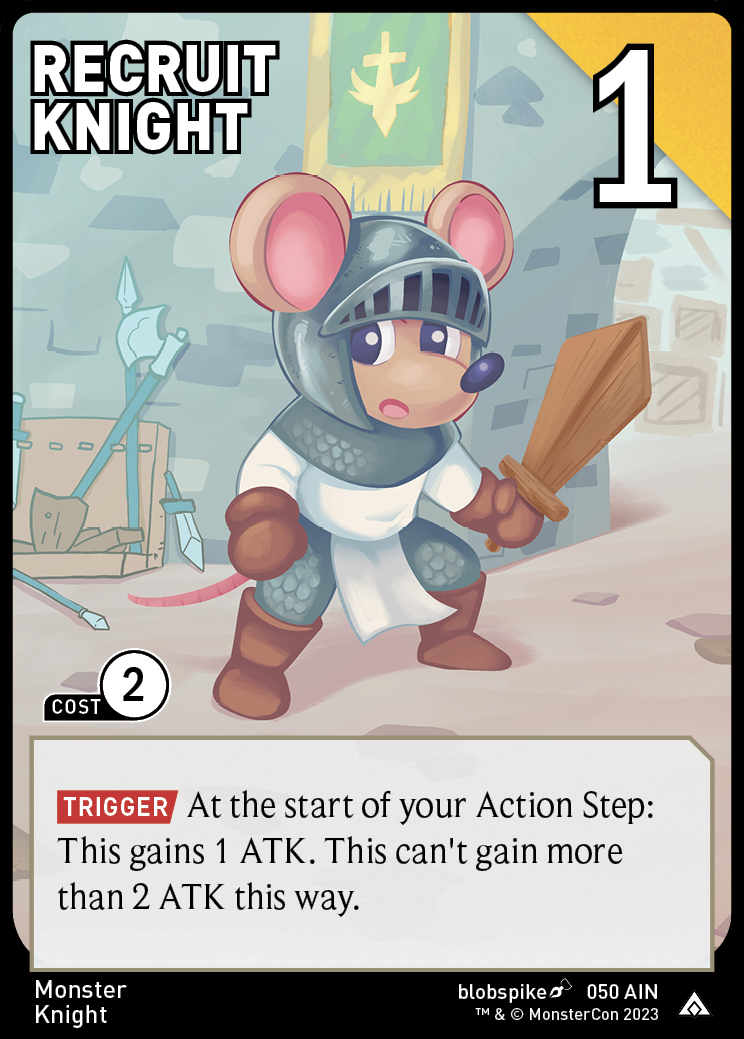 RECRUIT
KNIGHT
1
COST 2
TRIGGER At the start of your Action Step:
This gains 1 ATK. This can't gain more
than 2 ATK this way.
Monster
Knight
blobspike 050 AIN
™ & © MonsterCon 2023